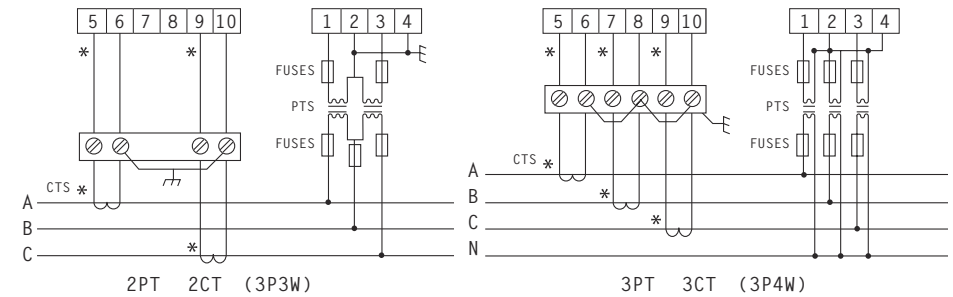 5 6 7 8 9 10
1 2 3 4
*
*
FUSES
PTS
FUSES
CTS *
A
B
*
C
2PT 2CT (3P3W)
5 6 7 8 9 10
1 2 3 4
*
*
*
FUSES
PTS
FUSES
CTS *
A
*
B
*
C
N
3PT 3CT (3P4W)